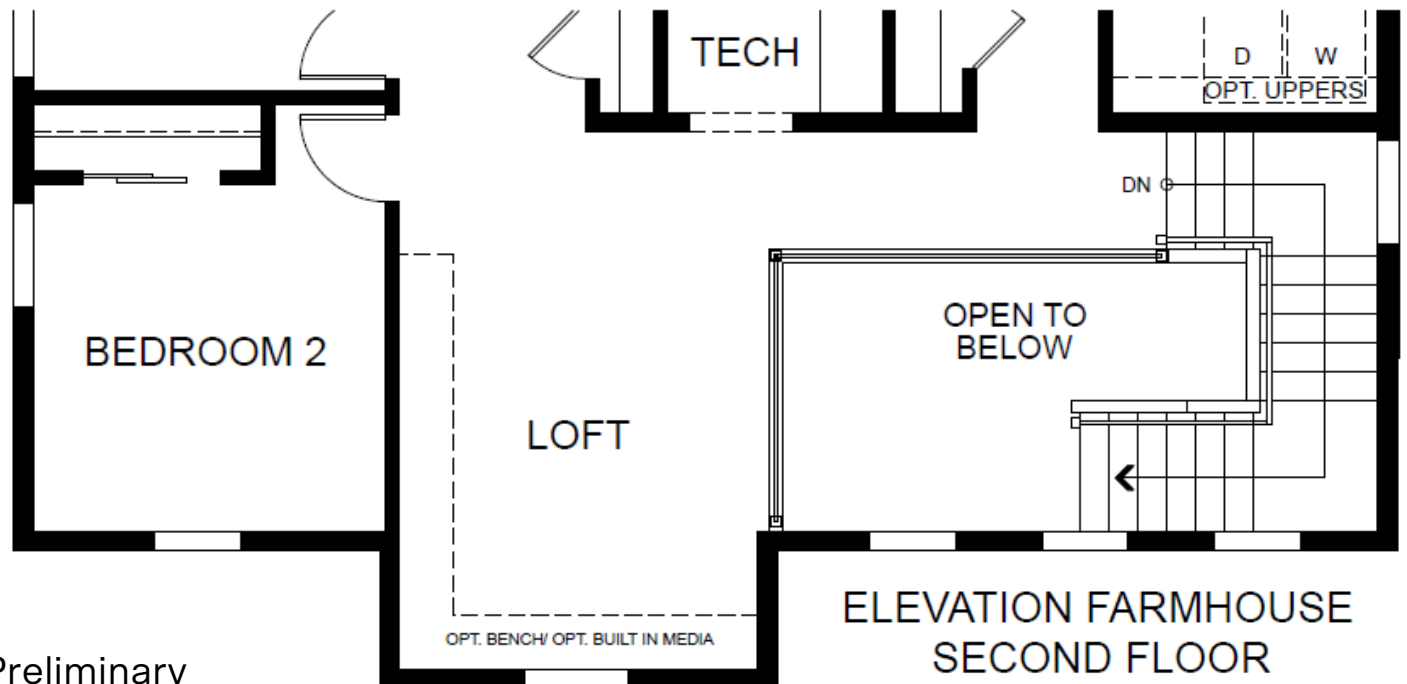 TECH
D
W
OPT. UPPERS
DN
OPEN TO
BELOW
BEDROOM 2
LOFT
OPT. BENCH/ OPT. BUILT IN MEDIA
ELEVATION FARMHOUSE
SECOND FLOOR
Preliminary